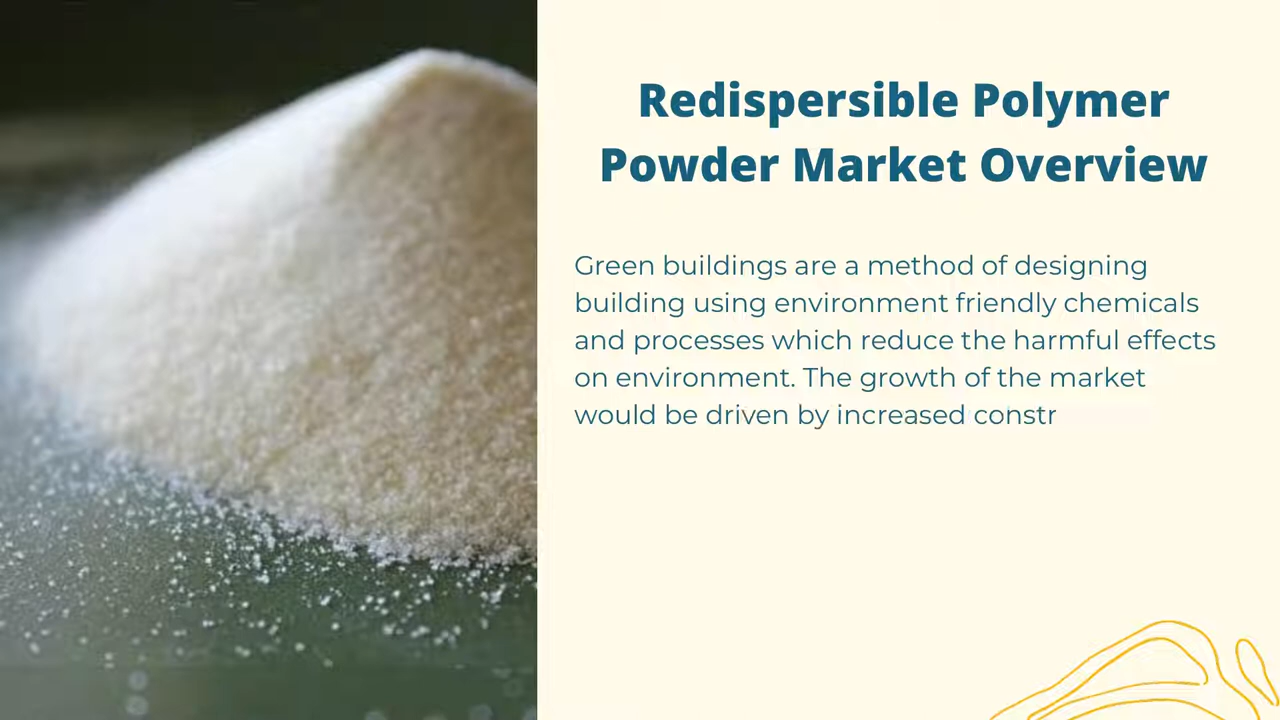 Redispersible Polymer
Powder Market Overview
Green buildings are a method of designing
building using environment friendly chemicals
and processes which reduce the harmful effects
on environment. The growth of the market
would be driven by increased constr